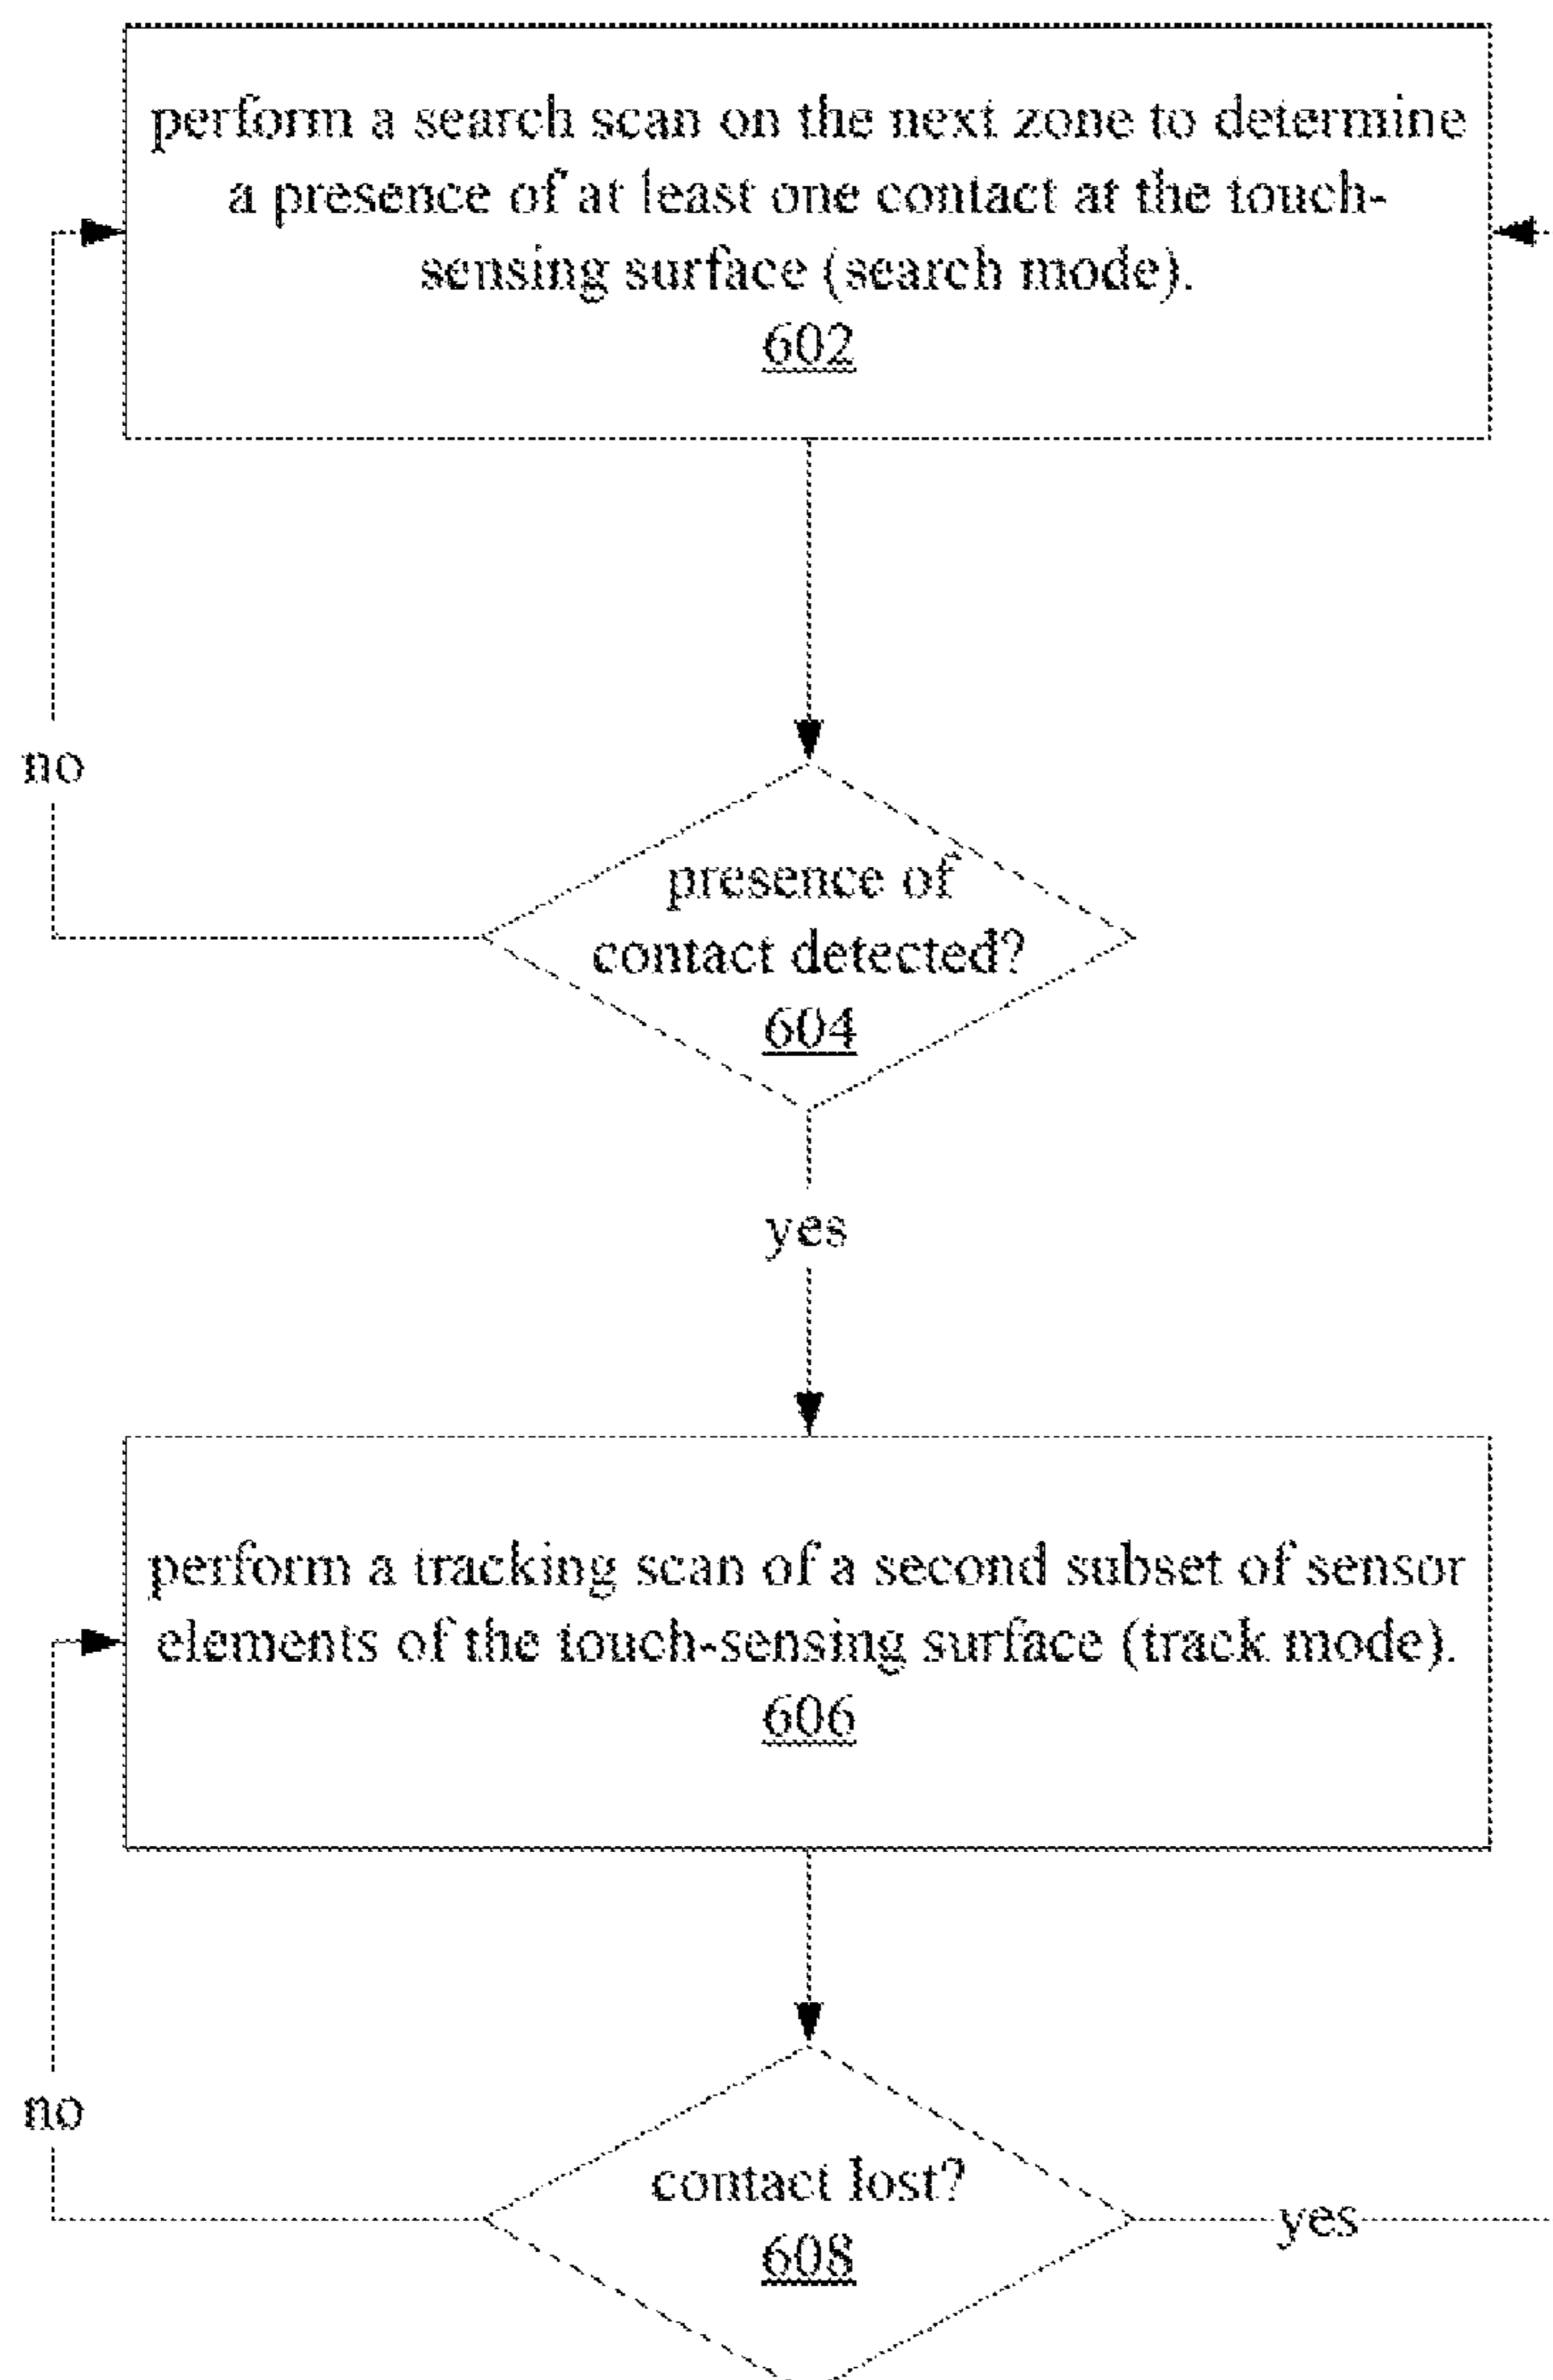 perform a search scan on the next zone to determine
a presence of at least one contact at the touch-
sensing surface (search mode).
602
no
presence of
contact detected?
604
yes
perform a tracking scan of a second subset of sensor
elements of the touch-sensing surface (track mode).
606
no
contact lost?
608
yes